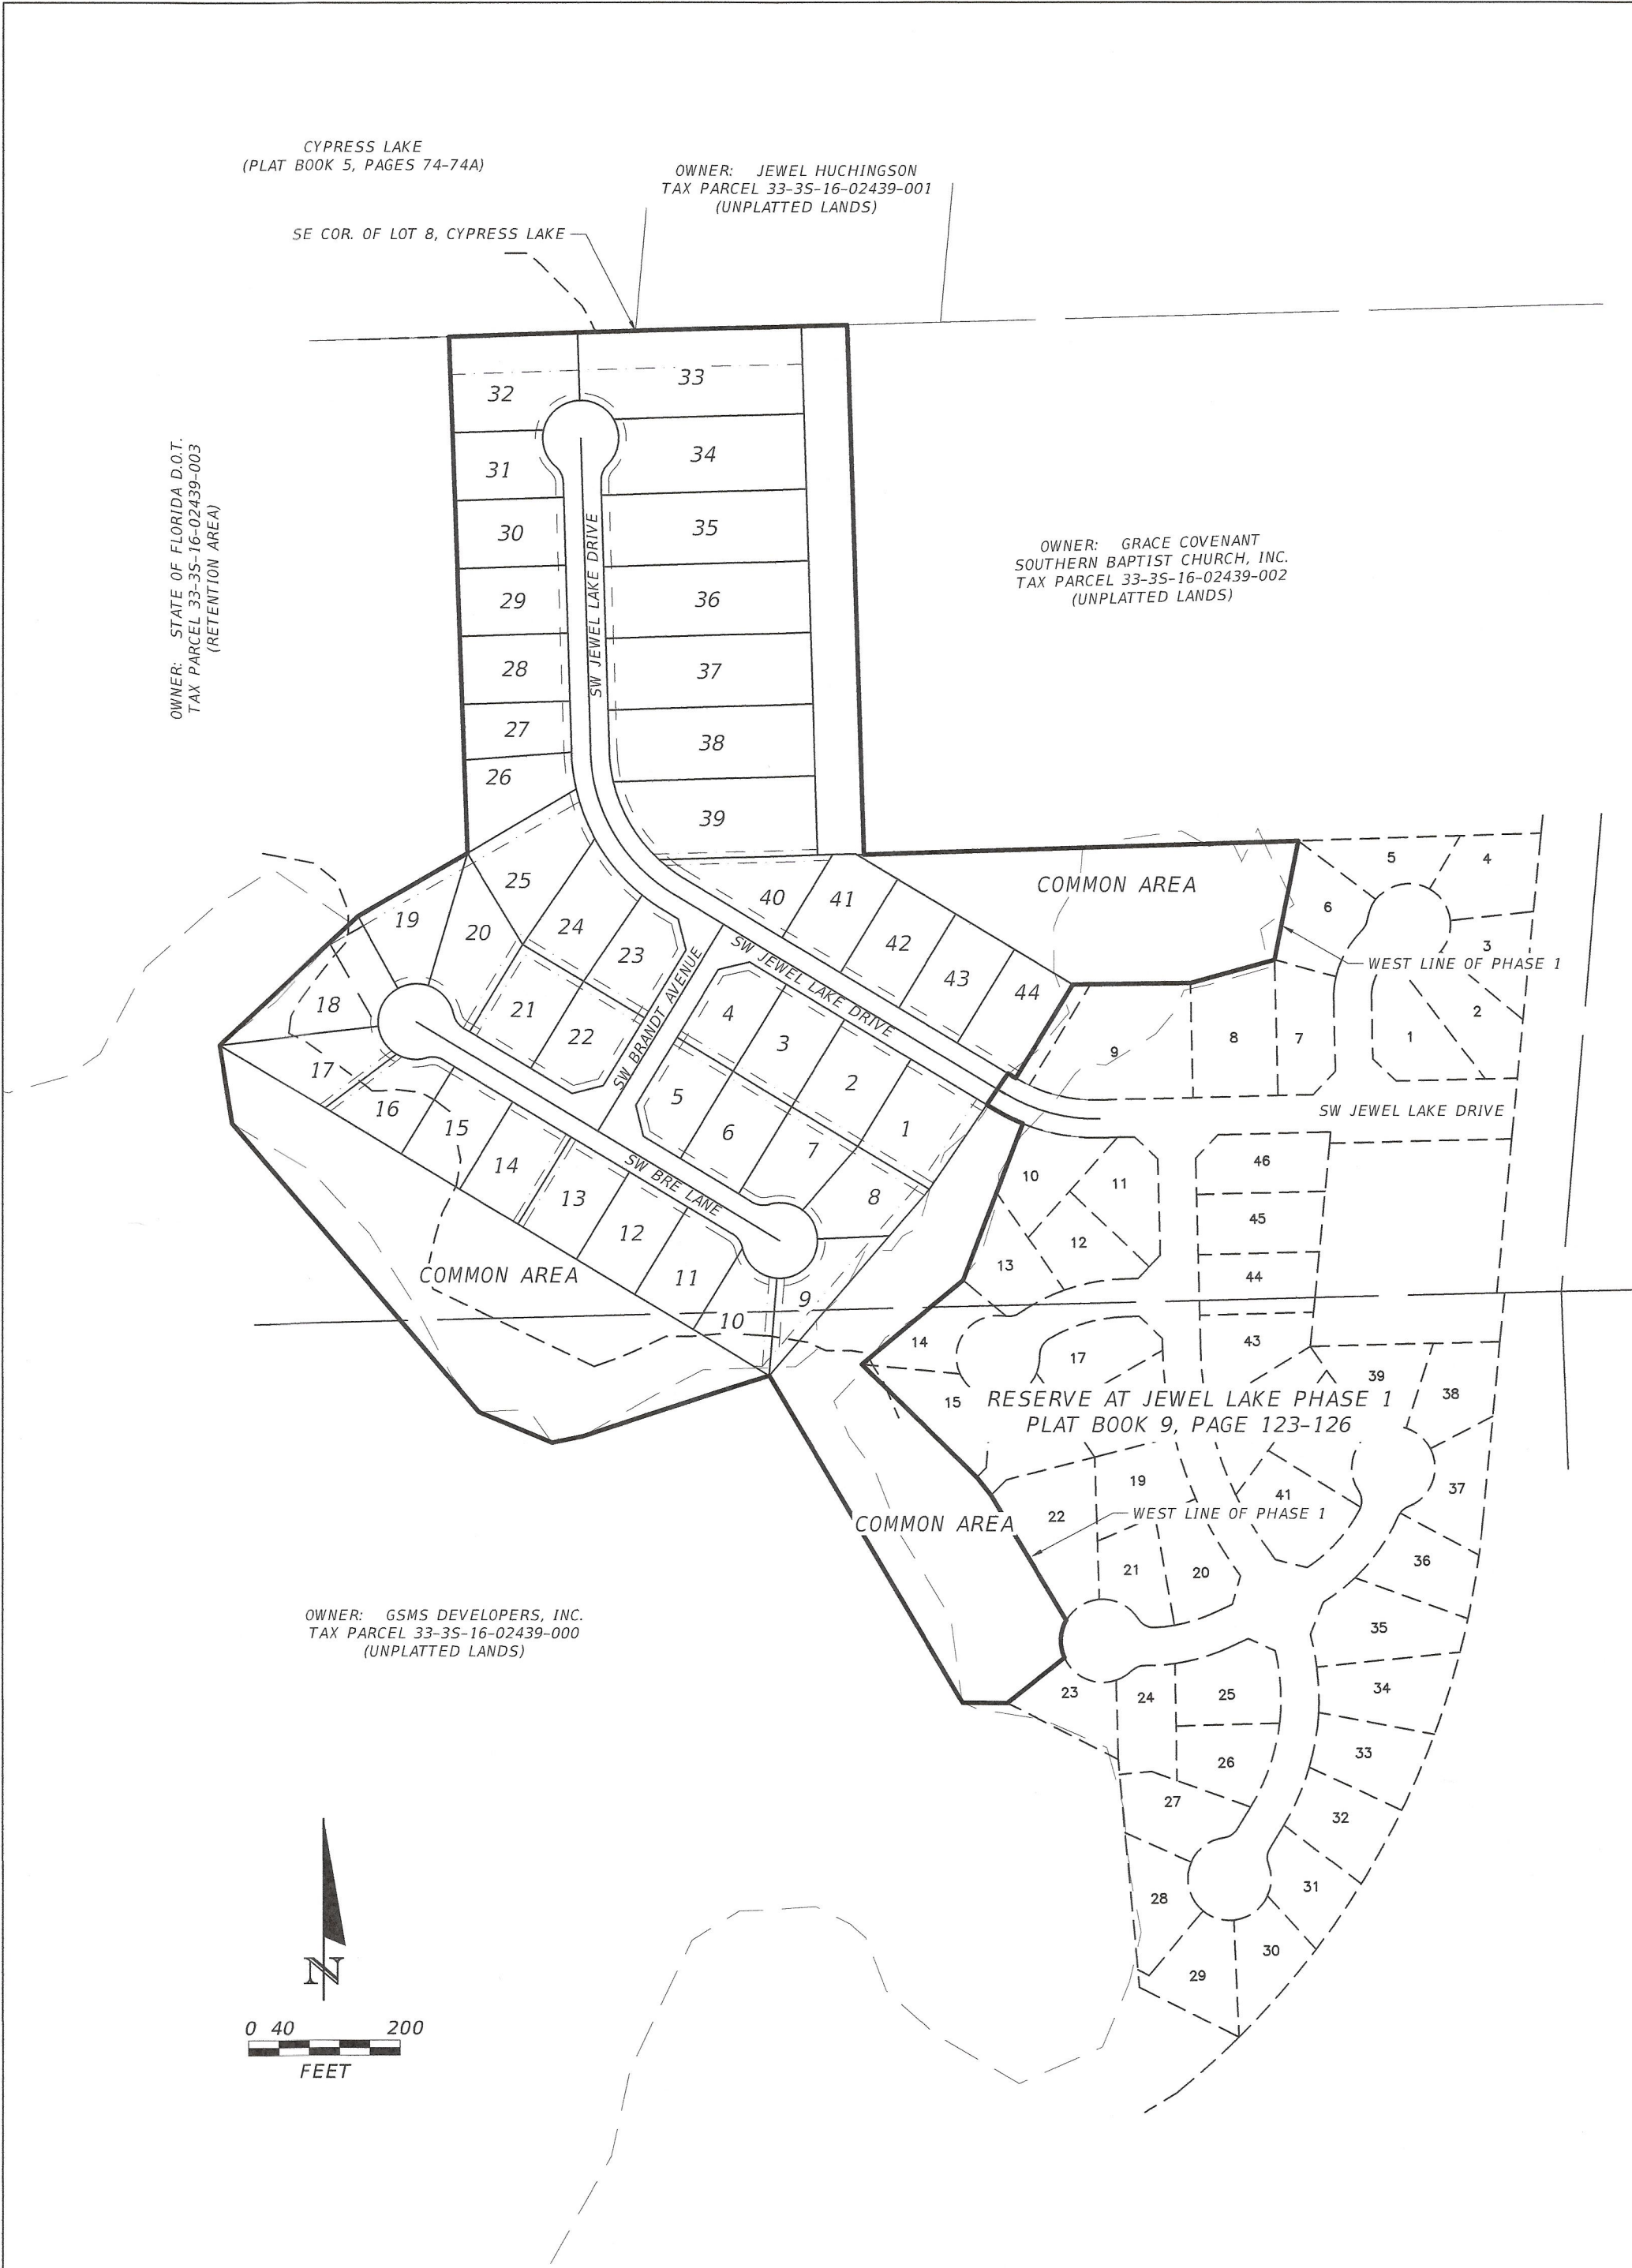 CYPRESS LAKE
(PLAT BOOK 5, PAGES 74-74A)
OWNER: JEWEL HUCHINGSON
TAX PARCEL 33-3S-16-02439-001
(UNPLATTED LANDS)
SE COR. OF LOT 8, CYPRESS LAKE
32
33
31
34
30
35
29
36
28
37
27
38
26
39
SW JEWEL LAKE DRIVE
OWNER: STATE OF FLORIDA D.O.T.
TAX PARCEL 33-3S-16-02439-003
(RETENTION AREA)
OWNER: GRACE COVENANT
SOUTHERN BAPTIST CHURCH, INC.
TAX PARCEL 33-3S-16-02439-002
(UNPLATTED LANDS)
25
40
41
COMMON AREA
5
4
19
20
24
23
42
6
3
SW JEWEL LAKE DRIVE
WEST LINE OF PHASE 1
43
44
18
21
22
SW BRANDT AVENUE
4
3
9
8
7
1
2
17
16
5
2
SW JEWEL LAKE DRIVE
15
6
1
14
7
13
SW BRE LANE
8
12
11
10
9
COMMON AREA
10
11
12
13
46
45
44
43
14
15
17
39
38
RESERVE AT JEWEL LAKE PHASE 1
PLAT BOOK 9, PAGE 123-126
19
41
37
22
WEST LINE OF PHASE 1
COMMON AREA
21
20
36
35
OWNER: GSMS DEVELOPERS, INC.
TAX PARCEL 33-3S-16-02439-000
(UNPLATTED LANDS)
23
24
25
34
26
33
27
32
28
31
30
29
N
0 40 200
FEET